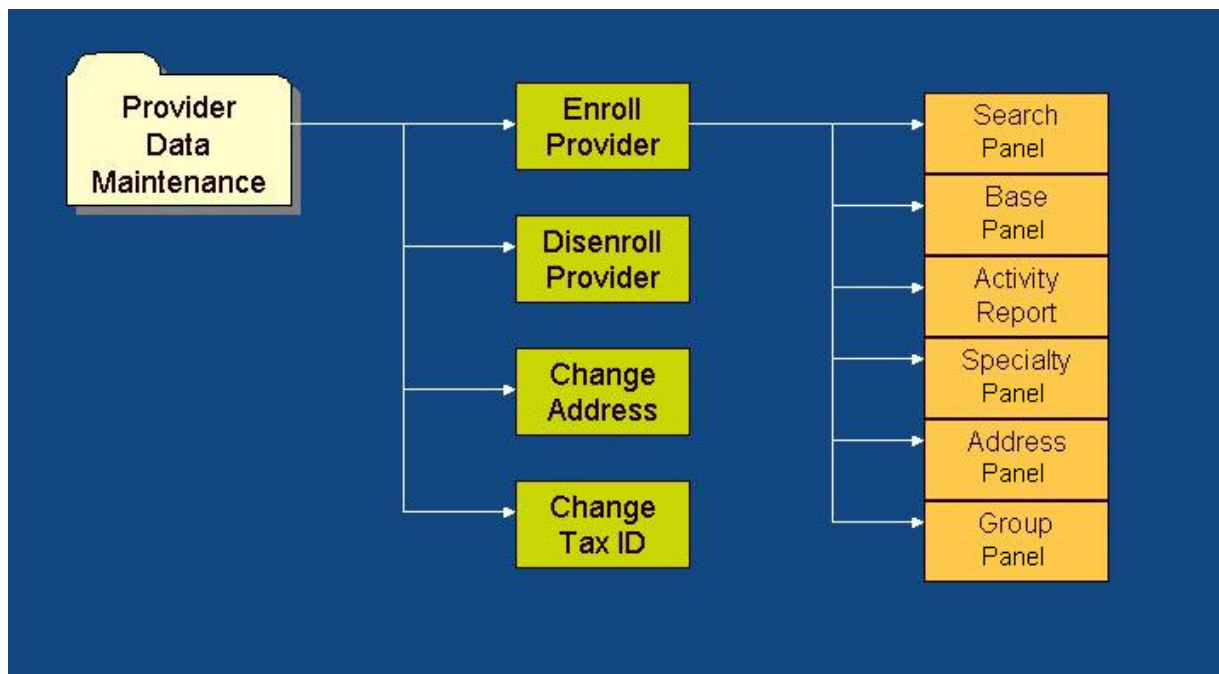 Provider
Data
Maintenance
Enroll
Provider
Disenroll
Provider
Change
Address
Change
Tax ID
Search
Panel
Base
Panel
Activity
Report
Specialty
Panel
Address
Panel
Group
Panel